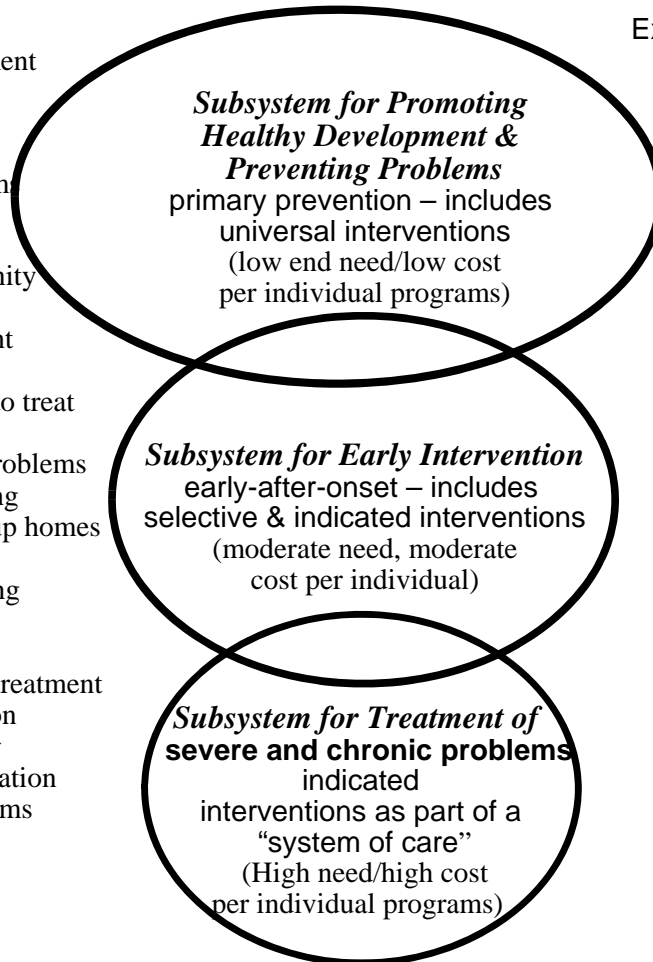 ent
ns
nity
nt
o treat
roblems
ng
up homes
ng
reatment
on
ation
ms
Subsystem for Promoting
Healthy Development &
Preventing Problems
primary prevention – includes
universal interventions
(low end need/low cost
per individual programs)
Subsystem for Early Intervention
early-after-onset – includes
selective & indicated interventions
(moderate need, moderate
cost per individual)
Subsystem for Treatment of
severe and chronic problems
indicated
interventions as part of a
“system of care”
(High need/high cost
per individual programs)
Ex